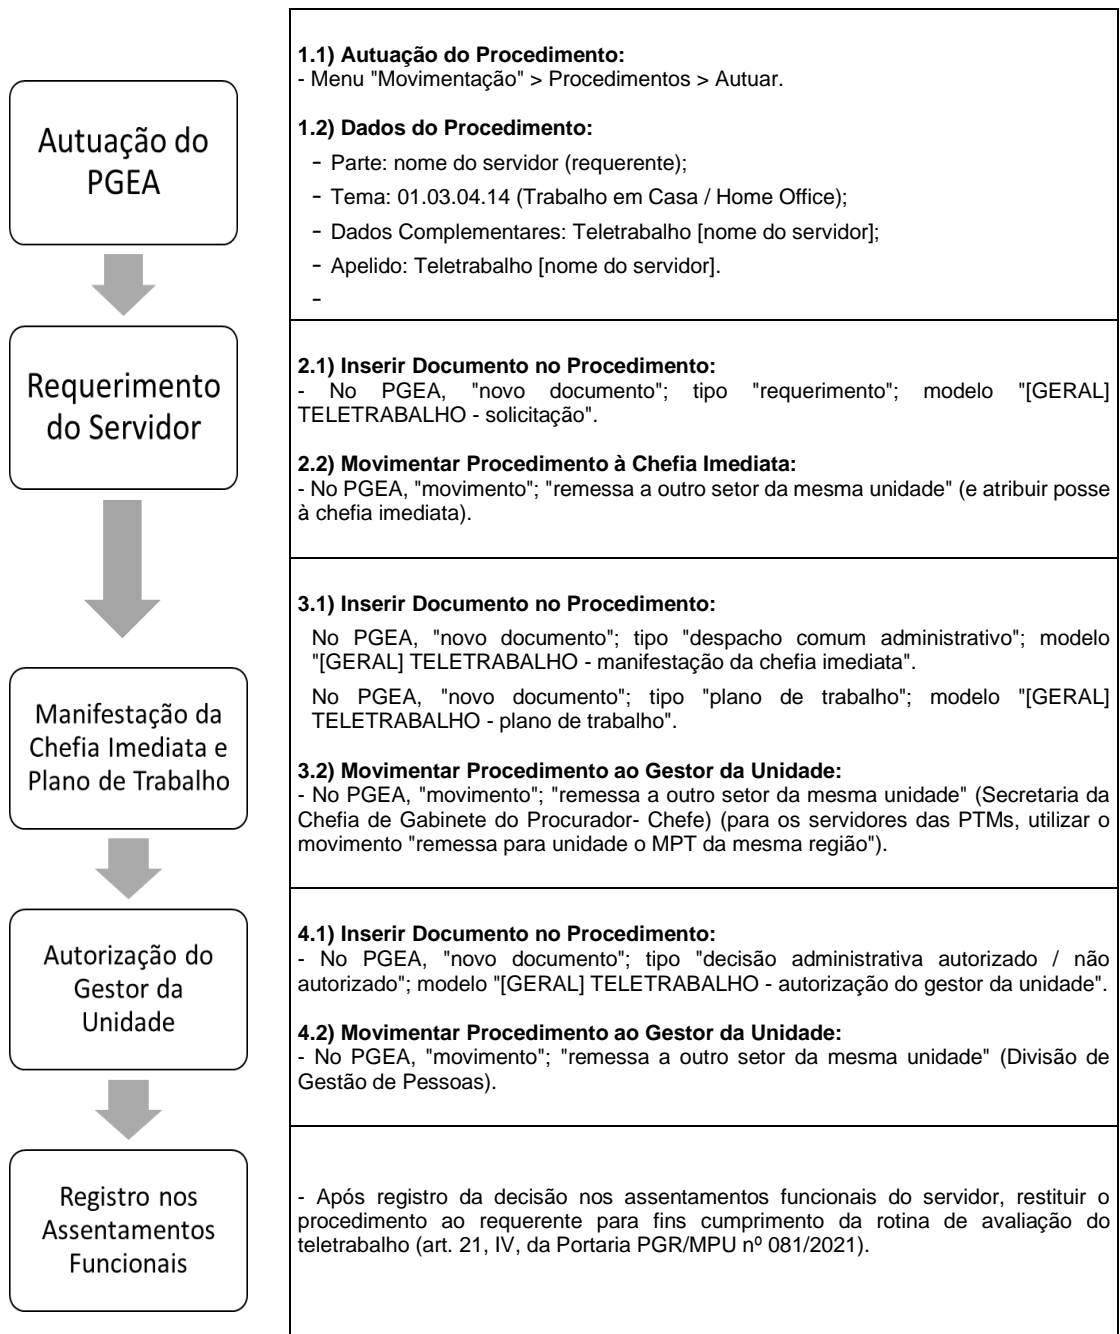 Autuação do
PGEA
1.1) Autuação do Procedimento:
- Menu "Movimentação" > Procedimentos > Autuar.
1.2) Dados do Procedimento:
- Parte: nome do servidor (requerente);
- Tema: 01.03.04.14 (Trabalho em Casa / Home Office);
- Dados Complementares: Teletrabalho [nome do servidor];
- Apelido: Teletrabalho [nome do servidor].
-
Requerimento
do Servidor
2.1) Inserir Documento no Procedimento:
- No PGEA, "novo documento"; tipo "requerimento"; modelo "[GERAL]
TELETRABALHO - solicitação".
2.2) Movimentar Procedimento à Chefia Imediata:
- No PGEA, "movimento"; "remessa a outro setor da mesma unidade" (e atribuir posse
à chefia imediata).
Manifestação da
Chefia Imediata e
Plano de Trabalho
3.1) Inserir Documento no Procedimento:
No PGEA, "novo documento"; tipo "despacho comum administrativo"; modelo
"[GERAL] TELETRABALHO - manifestação da chefia imediata".
No PGEA, "novo documento"; tipo "plano de trabalho"; modelo "[GERAL]
TELETRABALHO - plano de trabalho".
3.2) Movimentar Procedimento ao Gestor da Unidade:
- No PGEA, "movimento"; "remessa a outro setor da mesma unidade" (Secretaria da
Chefia de Gabinete do Procurador- Chefe) (para os servidores das PTMs, utilizar o
movimento "remessa para unidade o MPT da mesma região").
Autorização do
Gestor da
Unidade
4.1) Inserir Documento no Procedimento:
- No PGEA, "novo documento"; tipo "decisão administrativa autorizado / não
autorizado"; modelo "[GERAL] TELETRABALHO - autorização do gestor da unidade".
4.2) Movimentar Procedimento ao Gestor da Unidade:
- No PGEA, "movimento"; "remessa a outro setor da mesma unidade" (Divisão de
Gestão de Pessoas).
Registro nos
Assentamentos
Funcionais
- Após registro da decisão nos assentamentos funcionais do servidor, restituir o
procedimento ao requerente para fins cumprimento da rotina de avaliação do
teletrabalho (art. 21, IV, da Portaria PGR/MPU nº 081/2021).